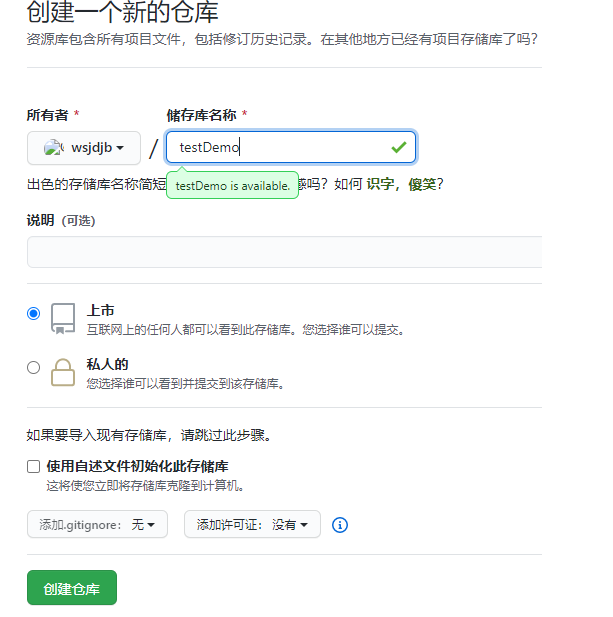 创建一个新的仓库
资源库包含所有项目文件，包括修订历史记录。在其他地方已经有项目存储库了吗？
所有者 *
储存库名称 *
wsjdjb
/
testDemo
出色的存储库名称简短 感吗？如何 识字，傻笑？
testDemo is available.
说明 (可选)
上市
互联网上的任何人都可以看到此存储库。您选择谁可以提交。
私人的
您选择谁可以看到并提交到该存储库。
如果要导入现有存储库，请跳过此步骤。
使用自述文件初始化此存储库
这将使您立即将存储库克隆到计算机。
添加.gitignore： 无
添加许可证： 没有
创建仓库